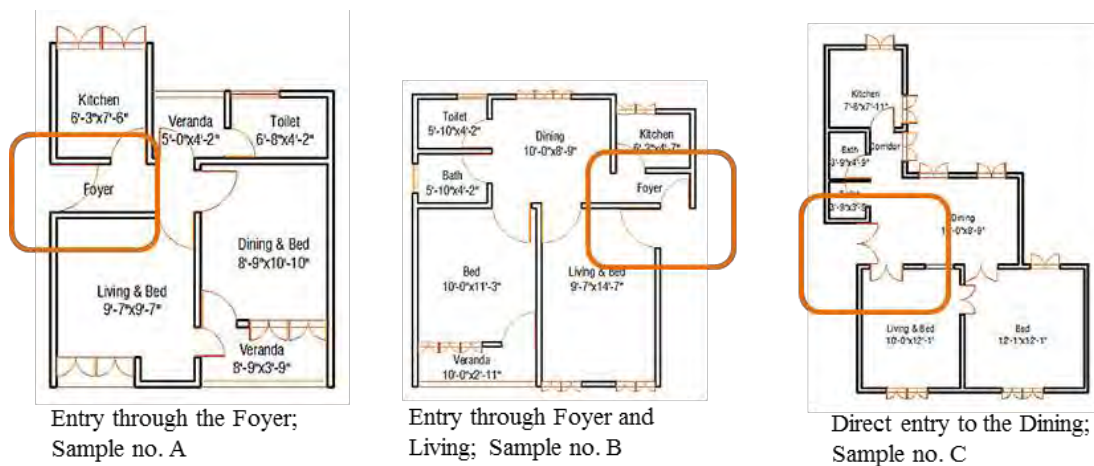 Kitchen
6'-3"x7'-6"
Veranda
5'-0"x4'-2"
Toilet
6'-8"x4'-2"
Foyer
Dining & Bed
8'-9"x10'-10"
Living & Bed
9'-7"x9'-7"
Veranda
8'-9"x3'-9"
Entry through the Foyer;
Sample no. A
Toilet
5'-10"x4'-2"
Dining
10'-0"x8'-9"
Kitchen
Bath
5'-10"x4'-2"
Foyer
Bed
10'-0"x11'-3"
Living & Bed
9'-7"x14'-7"
Veranda
10'-0"x2'-11"
Entry through Foyer and
Living; Sample no. B
Kitchen
7'-6"x7'-11"
Bath
3'-9"x4'-9"
Corridor
Dining
Living & Bed
10'-0"x12'-1"
Bed
12'-1"x12'-1"
Direct entry to the Dining;
Sample no. C